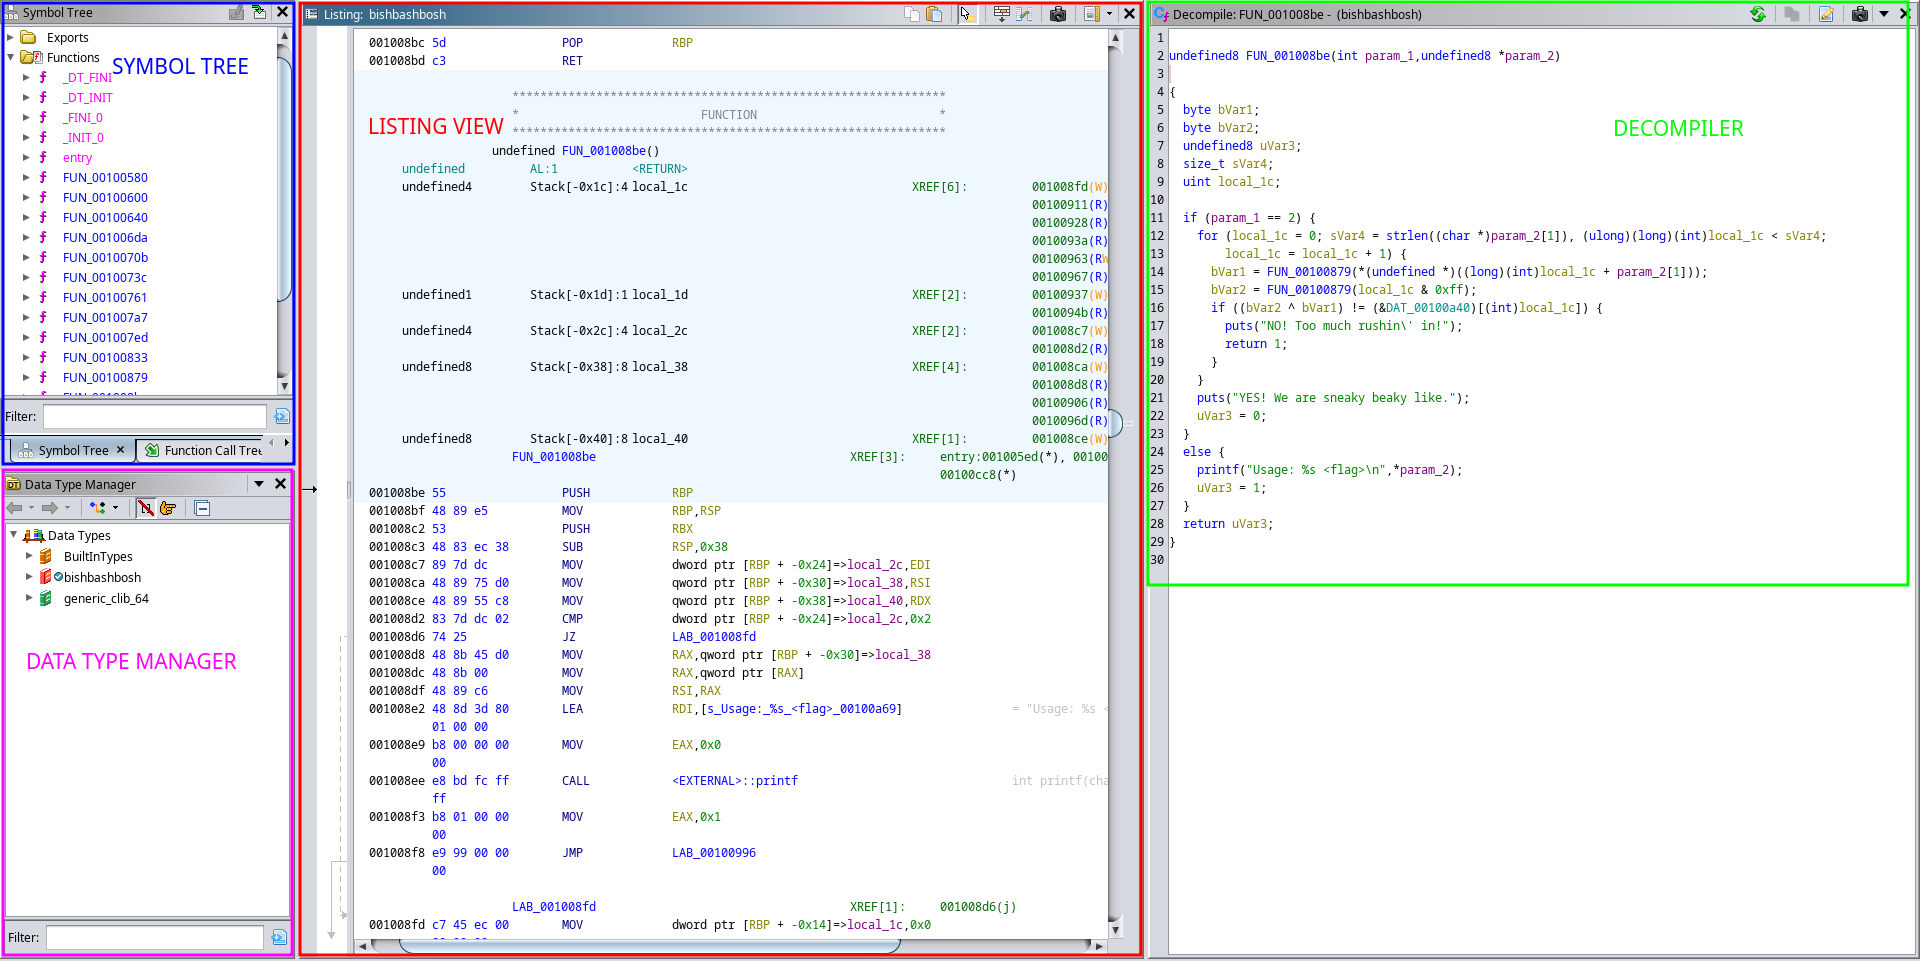 Symbol Tree
Exports
Functions
SYMBOL TREE
_DT_FINI
_DT_INIT
_FINI_0
_INIT_0
entry
FUN_00100580
FUN_00100600
FUN_00100640
FUN_001006da
FUN_0010070b
FUN_0010073c
FUN_00100761
FUN_001007a7
FUN_001007ed
FUN_00100833
FUN_00100879
Filter:
Symbol Tree × Function Call Tre
Data Type Manager
Data Types
BuiltInTypes
bishbashbosh
generic_clib_64
DATA TYPE MANAGER
Filter:
Listing: bishbashbosh
001008bc 5d POP RBP
001008bd c3 RET
**************************************************************
* FUNCTION *
LISTING VIEW
**************************************************************
undefined FUN_001008be()
undefined AL:1 <RETURN>
undefined4 Stack[-0x1c]:4 local_1c XREF[6]: 001008fd(W)
00100911(R)
00100928(R)
0010093a(R)
00100963(RW
00100967(R)
undefined1 Stack[-0x1d]:1 local_1d XREF[2]: 00100937(W)
0010094b(R)
undefined4 Stack[-0x2c]:4 local_2c XREF[2]: 001008c7(W)
001008d2(R)
undefined8 Stack[-0x38]:8 local_38 XREF[4]: 001008ca(W)
001008d8(R)
00100906(R)
0010096d(R)
undefined8 Stack[-0x40]:8 local_40 XREF[1]: 001008ce(W)
FUN_001008be XREF[3]: entry:001005ed(*), 00100
00100cc8(*)
001008be 55 PUSH RBP
001008bf 48 89 e5 MOV RBP,RSP
001008c2 53 PUSH RBX
001008c3 48 83 ec 38 SUB RSP,0x38
001008c7 89 7d dc MOV dword ptr [RBP + -0x24]=>local_2c,EDI
001008ca 48 89 75 d0 MOV qword ptr [RBP + -0x30]=>local_38,RSI
001008ce 48 89 55 c8 MOV qword ptr [RBP + -0x38]=>local_40,RDX
001008d2 83 7d dc 02 CMP dword ptr [RBP + -0x24]=>local_2c,0x2
001008d6 74 25 JZ LAB_001008fd
001008d8 48 8b 45 d0 MOV RAX,qword ptr [RBP + -0x30]=>local_38
001008dc 48 8b 00 MOV RAX,qword ptr [RAX]
001008df 48 89 c6 MOV RSI,RAX
001008e2 48 8d 3d 80 LEA RDI,[s_Usage:_%s_<flag>_00100a69] = "Usage: %s <
01 00 00
001008e9 b8 00 00 00 MOV EAX,0x0
00
001008ee e8 bd fc ff CALL <EXTERNAL>::printf int printf(cha
ff
001008f3 b8 01 00 00 MOV EAX,0x1
00
001008f8 e9 99 00 00 JMP LAB_00100996
00
LAB_001008fd XREF[1]: 001008d6(j)
001008fd c7 45 ec 00 MOV dword ptr [RBP + -0x14]=>local_1c,0x0
Decompile: FUN_001008be - (bishbashbosh)
1
2 undefined8 FUN_001008be(int param_1,undefined8 *param_2)
3
4 {
5 byte bVar1;
6 byte bVar2;
DECOMPILER
7 undefined8 uVar3;
8 size_t sVar4;
9 uint local_1c;
10
11 if (param_1 == 2) {
12 for (local_1c = 0; sVar4 = strlen((char *)param_2[1]), (ulong)(long)(int)local_1c < sVar4;
13 local_1c = local_1c + 1) {
14 bVar1 = FUN_00100879(*(undefined *)((long)(int)local_1c + param_2[1]));
15 bVar2 = FUN_00100879(local_1c & 0xff);
16 if ((bVar2 ^ bVar1) != (&DAT_00100a40)[(int)local_1c]) {
17 puts("NO! Too much rushin\' in!");
18 return 1;
19 }
20 }
21 puts("YES! We are sneaky beaky like.");
22 uVar3 = 0;
23 }
24 else {
25 printf("Usage: %s <flag>\n",*param_2);
26 uVar3 = 1;
27 }
28 return uVar3;
29 }
30